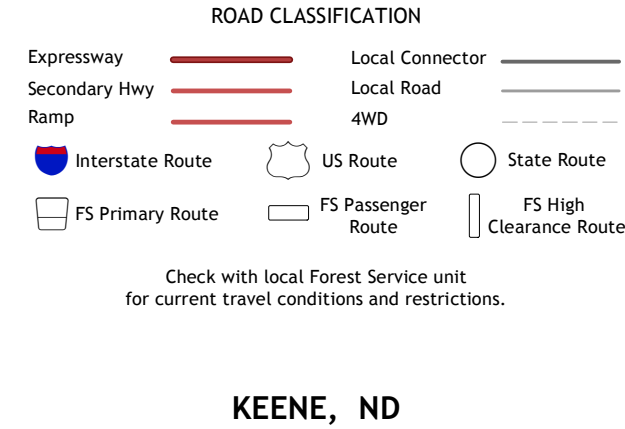 ROAD CLASSIFICATION
Expressway
Local Connector
Secondary Hwy
Local Road
Ramp
4WD
Interstate Route
US Route
State Route
FS Primary Route
FS Passenger
Route
FS High
Clearance Route
Check with local Forest Service unit
for current travel conditions and restrictions.
KEENE, ND